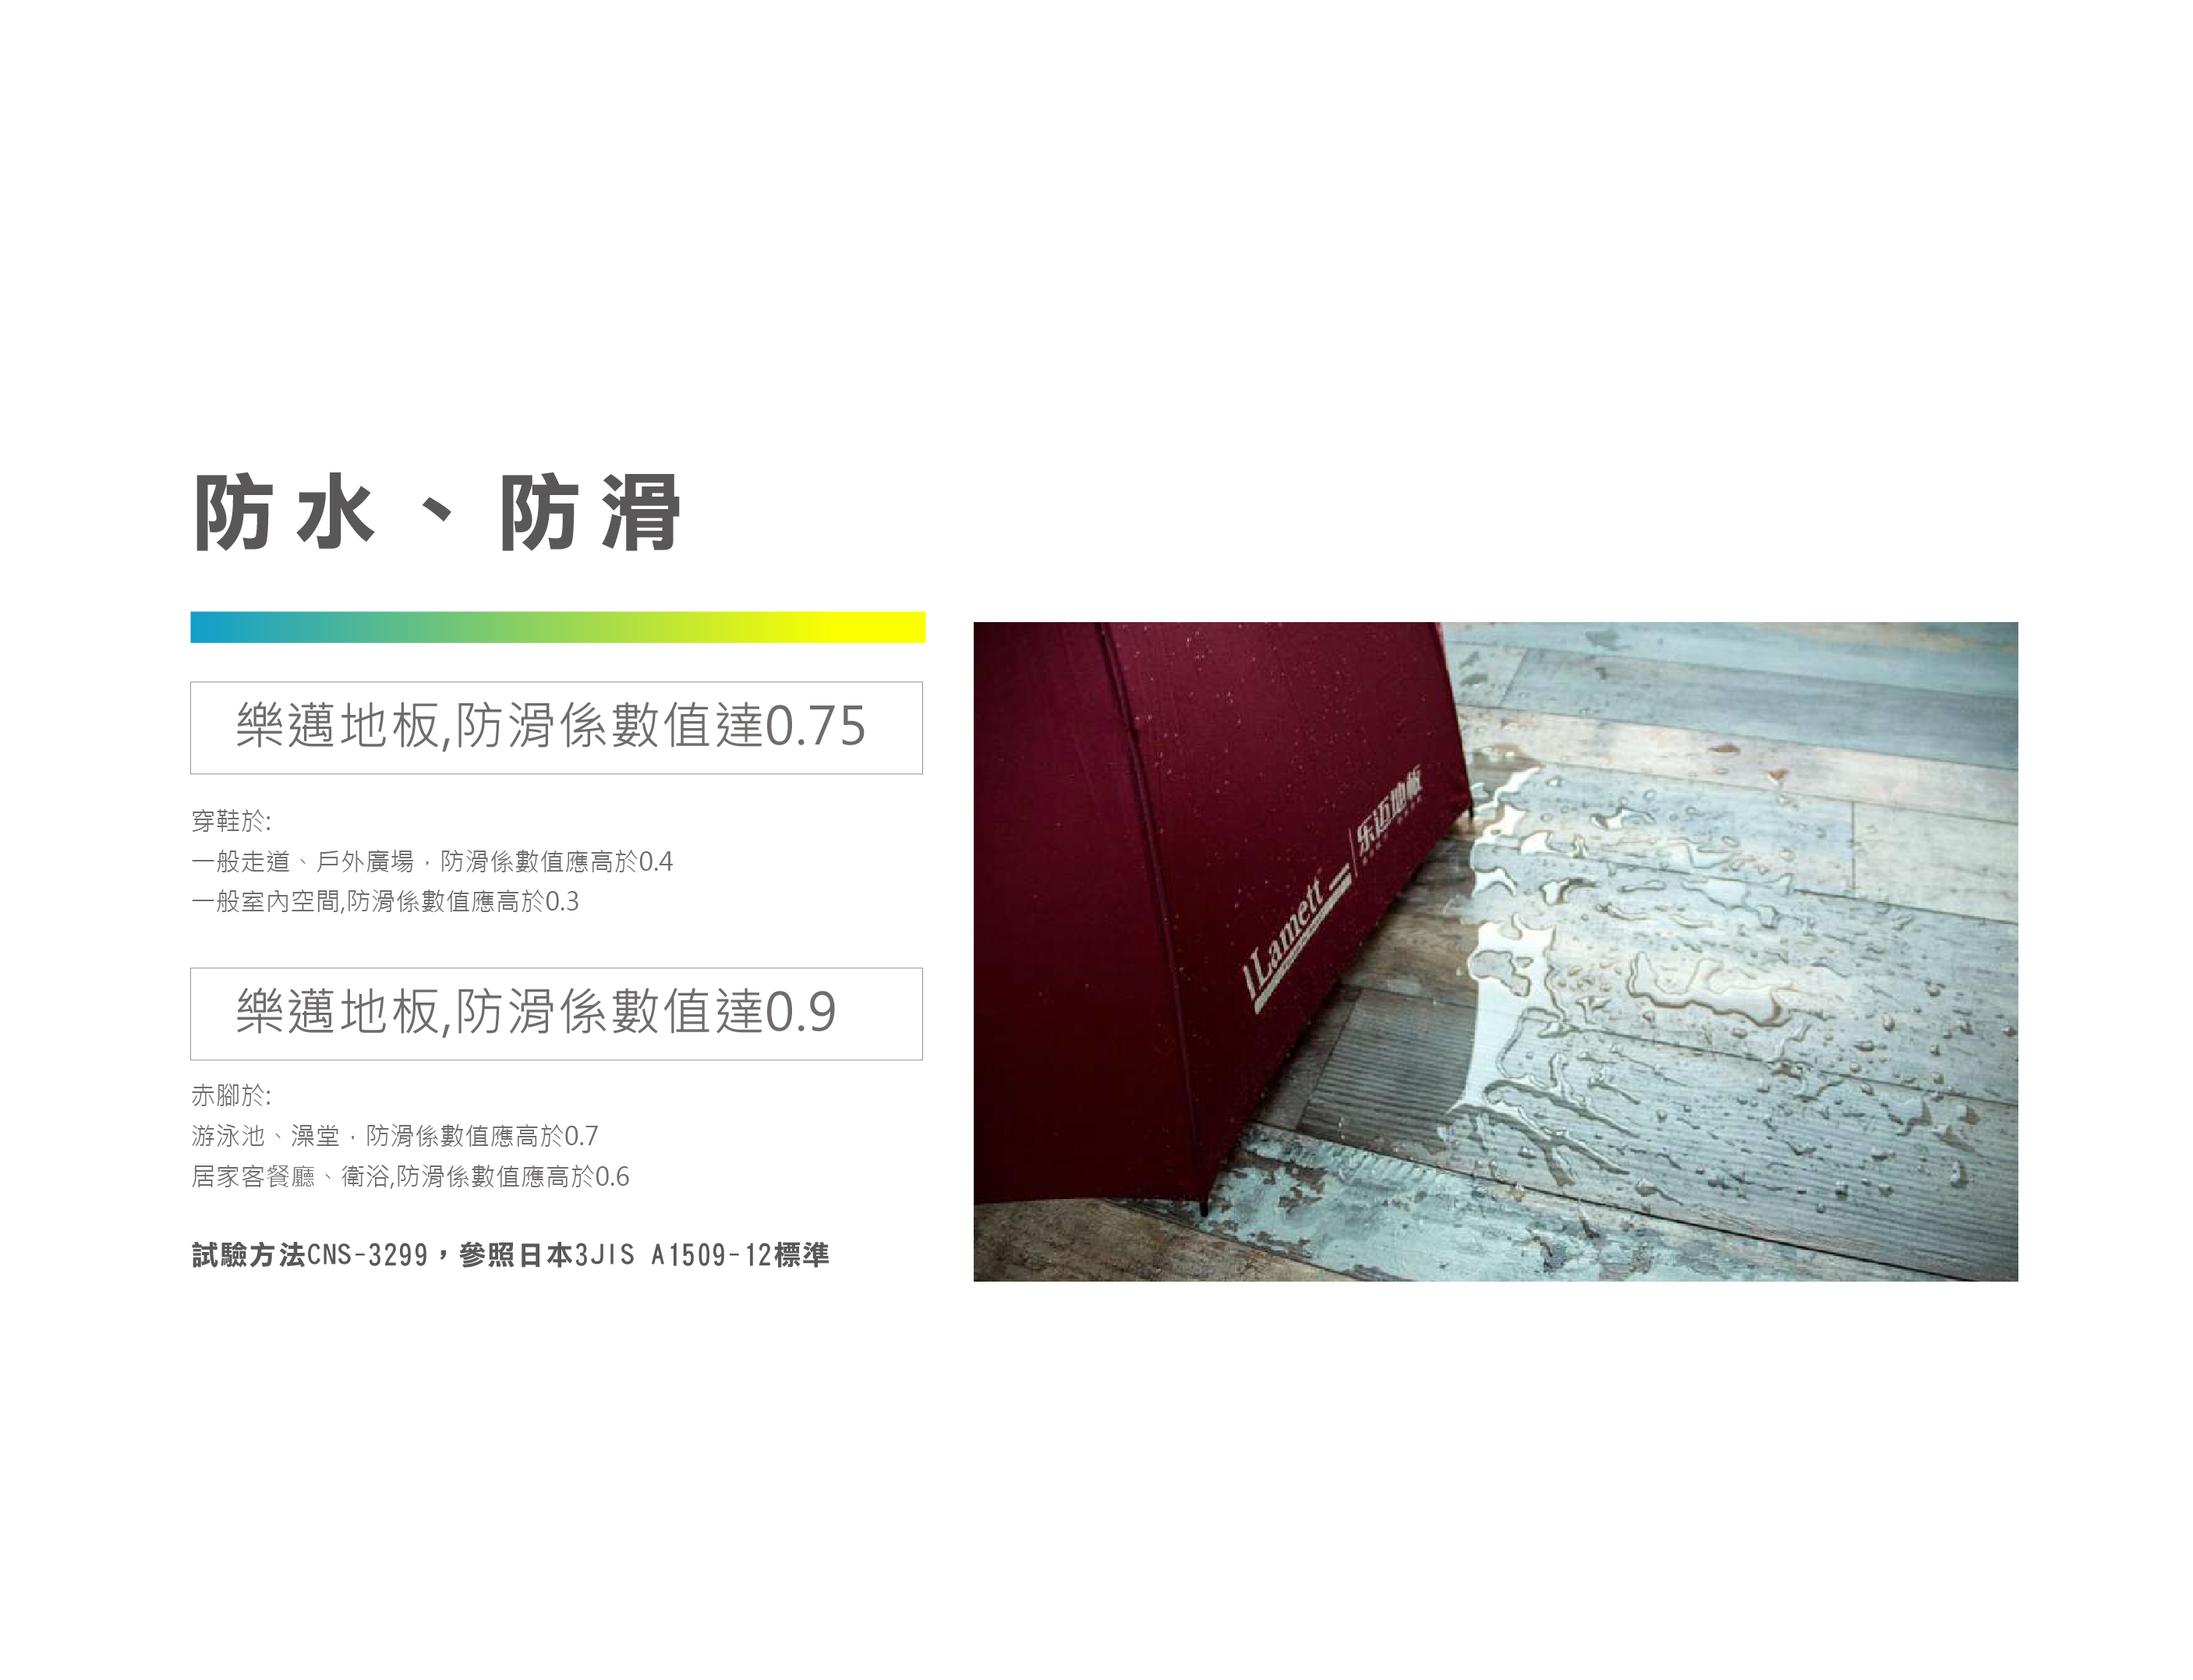 防水、防滑
樂邁地板,防滑係數值達0.75
穿鞋於:
一般走道、戶外廣場，防滑係數值應高於0.4
一般室內空間,防滑係數值應高於0.3
樂邁地板,防滑係數值達0.9
赤腳於:
游泳池、澡堂，防滑係數值應高於0.7
居家客餐廳、衛浴,防滑係數值應高於0.6
試驗方法CNS-3299，參照日本3JIS A1509-12標準
Lamett
乐迈地板